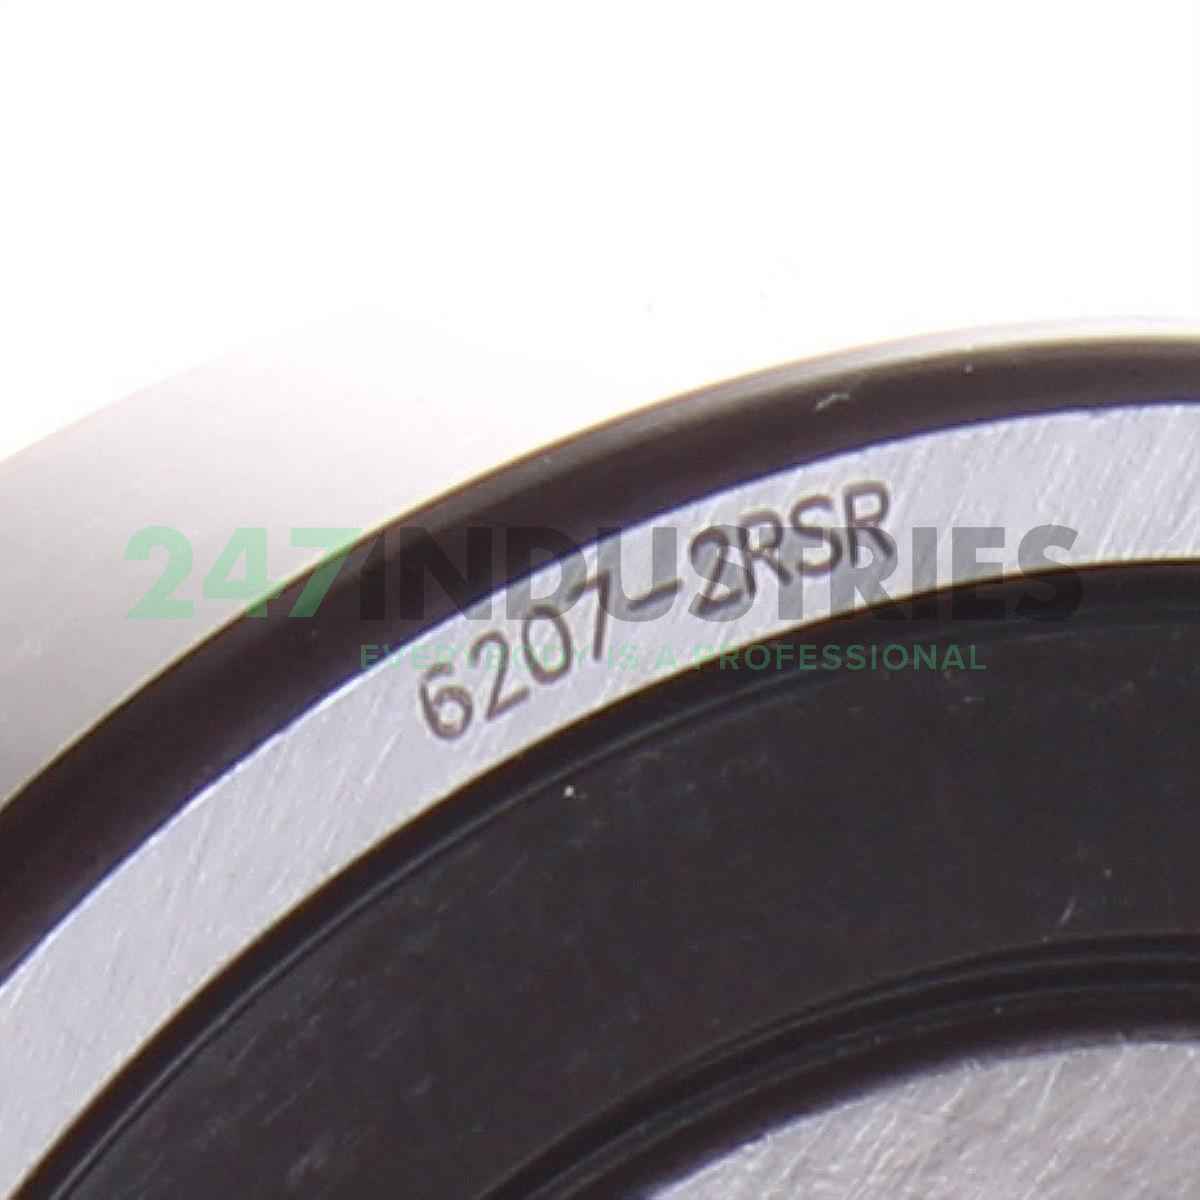 247INDUSTRIES
EVERYBODY IS A PROFESSIONAL
6207-2RSR